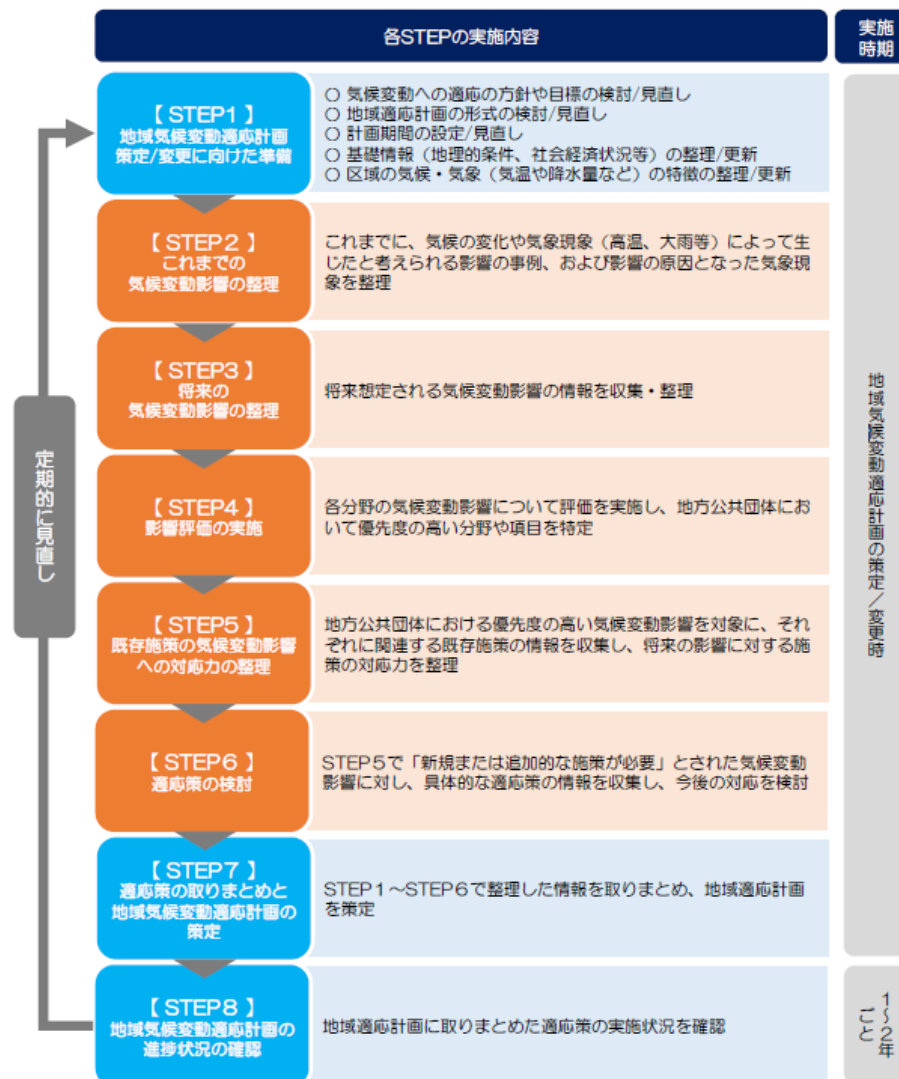 各STEPの実施内容
実施
時期
【 STEP1 】
地域気候変動適応計画
策定/変更に向けた準備
○ 気候変動への適応の方針や目標の検討/見直し
○ 地域適応計画の形式の検討/見直し
○ 計画期間の設定/見直し
○ 基礎情報（地理的条件、社会経済状況等）の整理/更新
○ 区域の気候・気象（気温や降水量など）の特徴の整理/更新
【 STEP2 】
これまでの
気候変動影響の整理
これまでに、気候の変化や気象現象（高温、大雨等）によって生
じたと考えられる影響の事例、および影響の原因となった気象現
象を整理
【 STEP3 】
将来の
気候変動影響の整理
将来想定される気候変動影響の情報を収集・整理
【 STEP4 】
影響評価の実施
各分野の気候変動影響について評価を実施し、地方公共団体にお
いて優先度の高い分野や項目を特定
【 STEP5 】
既存施策の気候変動影響
への対応力の整理
地方公共団体における優先度の高い気候変動影響を対象に、それ
ぞれに関連する既存施策の情報を収集し、将来の影響に対する施
策の対応力を整理
【 STEP6 】
適応策の検討
STEP5で「新規または追加的な施策が必要」とされた気候変動
影響に対し、具体的な適応策の情報を収集し、今後の対応を検討
【 STEP7 】
適応策の取りまとめと
地域気候変動適応計画の
策定
STEP1～STEP6で整理した情報を取りまとめ、地域適応計画
を策定
【 STEP8 】
地域気候変動適応計画の
進捗状況の確認
地域適応計画に取りまとめた適応策の実施状況を確認
定期的に見直し
地域気候変動適応計画の策定／変更時
1～2年
ごと